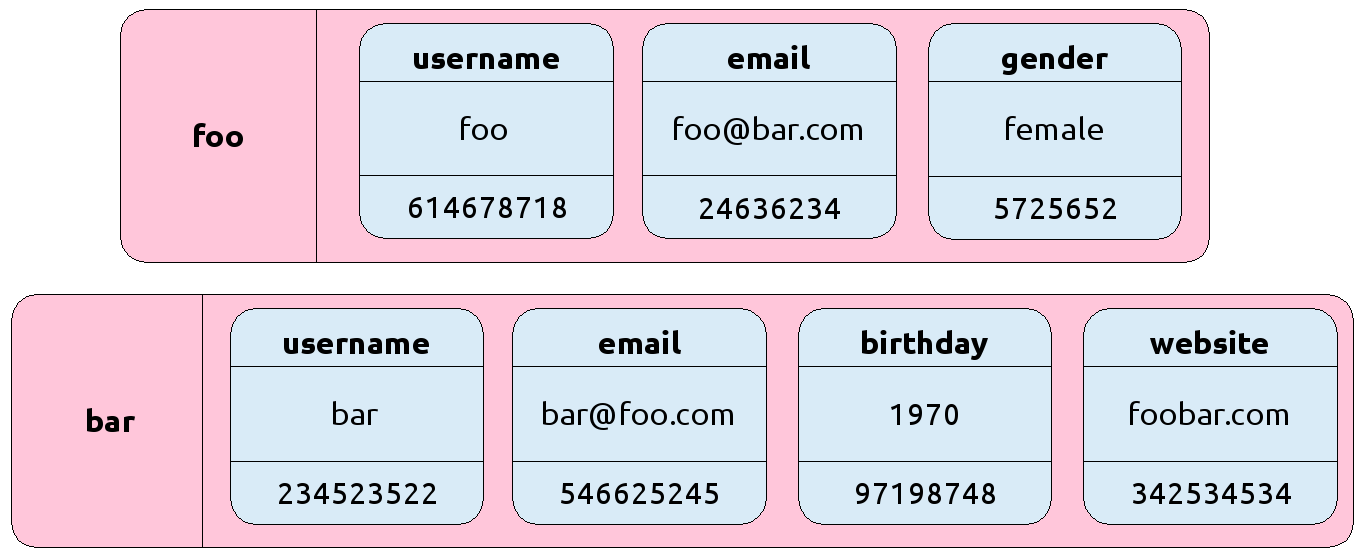 username email gender
foo foo@bar.com female
foo
614678718 24636234 5725652
username email birthday website
bar bar@foo.com 1970 foobar.com
bar
234523522 546625245 97198748 342534534